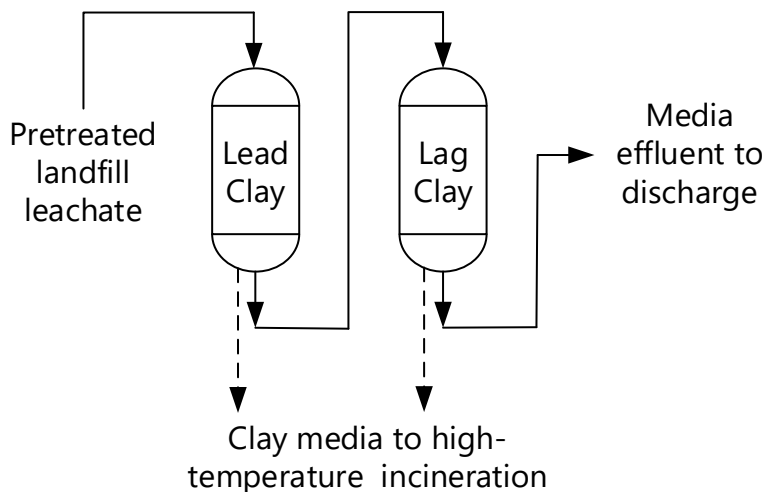 Pretreated
landfill
leachate
Lead
Clay
Lag
Clay
Media
effluent to
discharge
Clay media to high-
temperature incineration